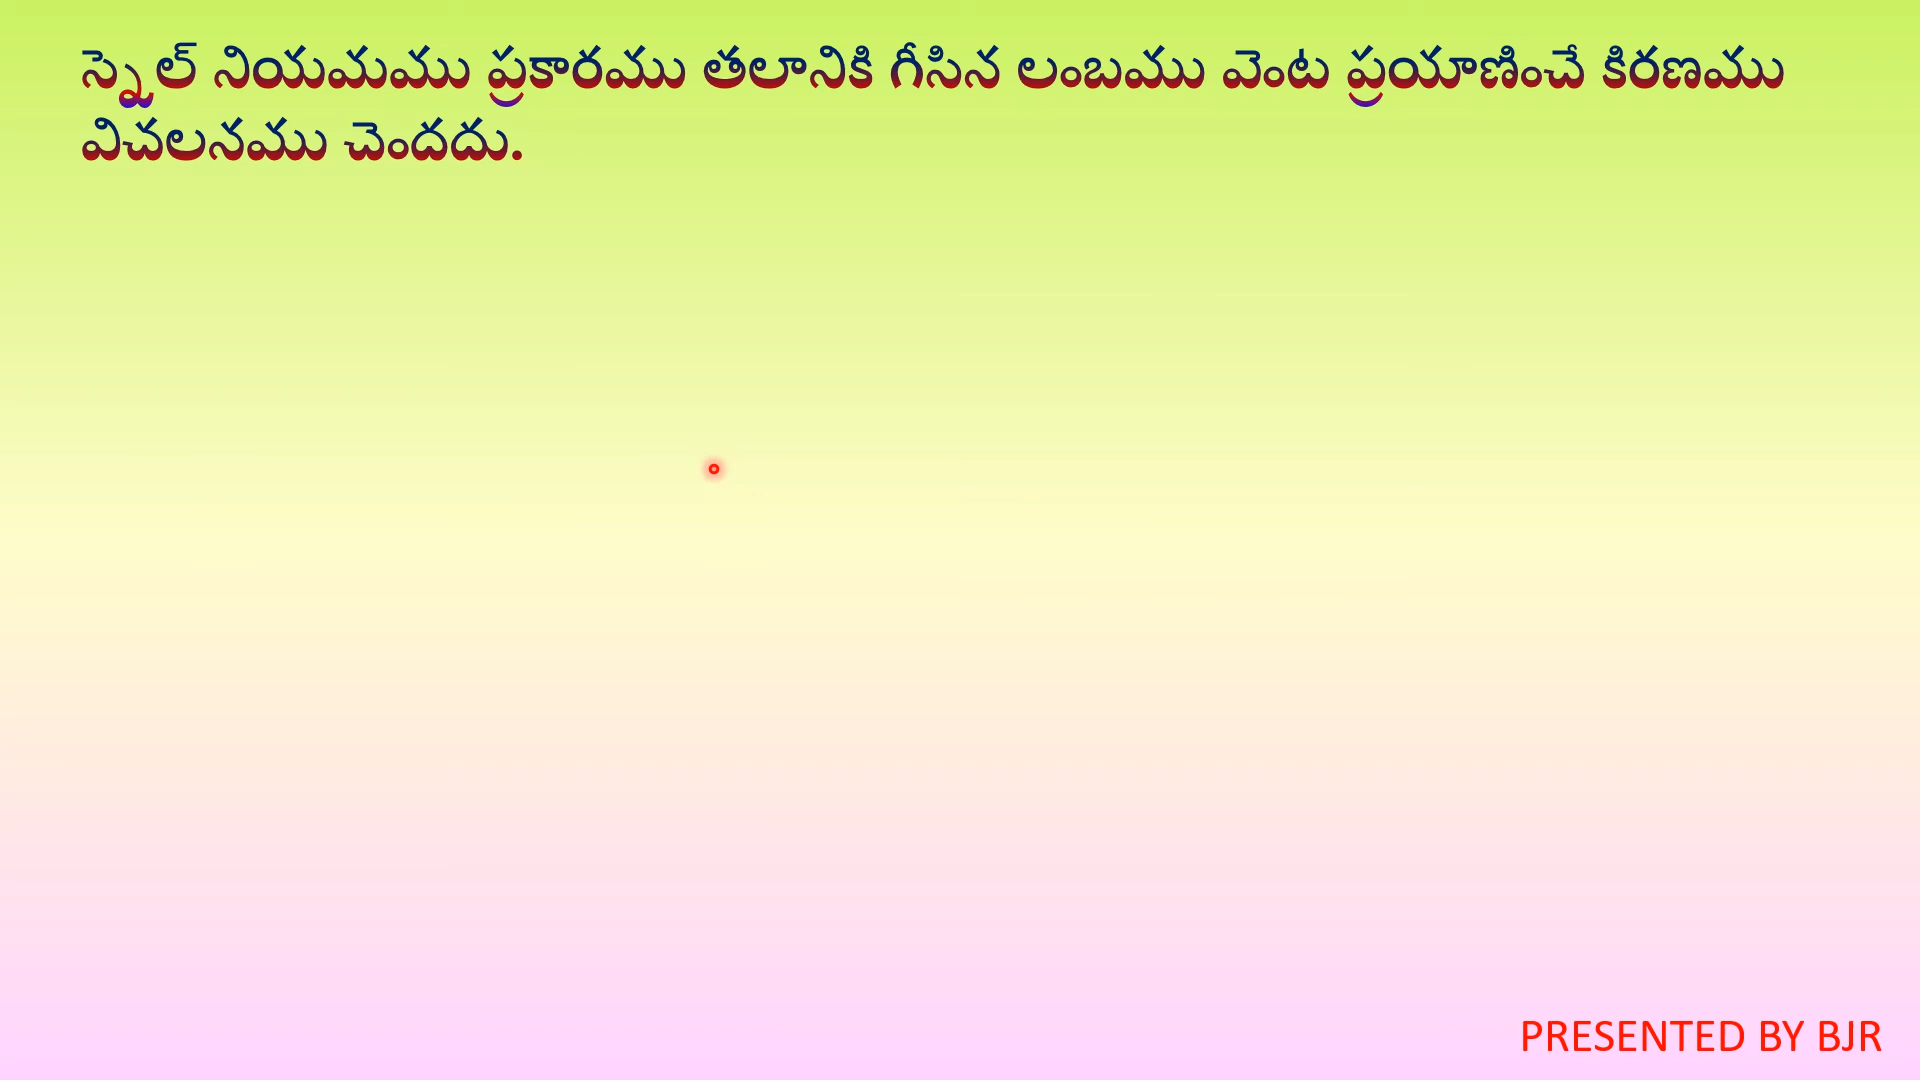 స్నెల్ నియమము ప్రకారము తలానికి గీసిన లంబము వెంట ప్రయాణించే కిరణము
విచలనము చెందదు.
PRESENTED BY BJR